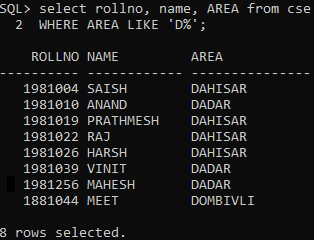 SQL> select rollno, name, AREA from cse
  2  WHERE AREA LIKE 'D%';
    ROLLNO NAME       AREA
---------- ---------- ----------
   1981004 SAISH      DAHISAR
   1981010 ANAND      DADAR
   1981019 PRATHMESH  DAHISAR
   1981022 RAJ        DAHISAR
   1981026 HARSH      DAHISAR
   1981039 VINIT      DADAR
   1981256 MAHESH     DADAR
   1881044 MEET       DOMBIVLI
8 rows selected.